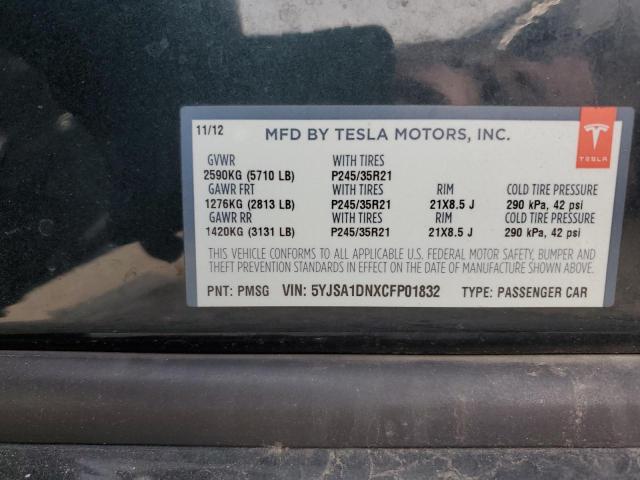 11/12 MFD BY TESLA MOTORS, INC.
TESLA
GVWR WITH TIRES
2590KG (5710 LB) P245/35R21
GAWR FRT WITH TIRES RIM COLD TIRE PRESSURE
1276KG (2813 LB) P245/35R21 21X8.5 J 290 kPa, 42 psi
GAWR RR WITH TIRES RIM COLD TIRE PRESSURE
1420KG (3131 LB) P245/35R21 21X8.5 J 290 kPa, 42 psi
THIS VEHICLE CONFORMS TO ALL APPLICABLE U.S. FEDERAL MOTOR SAFETY, BUMPER AND
THEFT PREVENTION STANDARDS IN EFFECT ON THE DATE OF MANUFACTURE SHOWN ABOVE.
PNT: PMSG VIN: 5YJSA1DNXCFP01832 TYPE: PASSENGER CAR